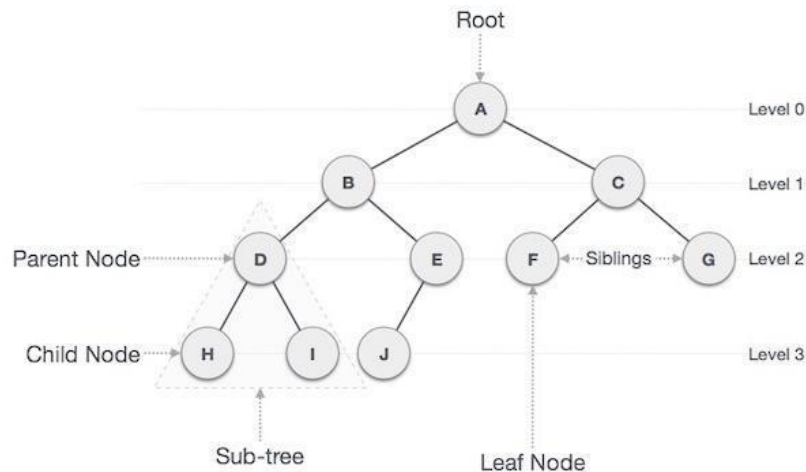 Root
A
Level 0
B
C
Level 1
Parent Node
D
E
F
Siblings
G
Level 2
Child Node
H
I
J
Level 3
Sub-tree
Leaf Node